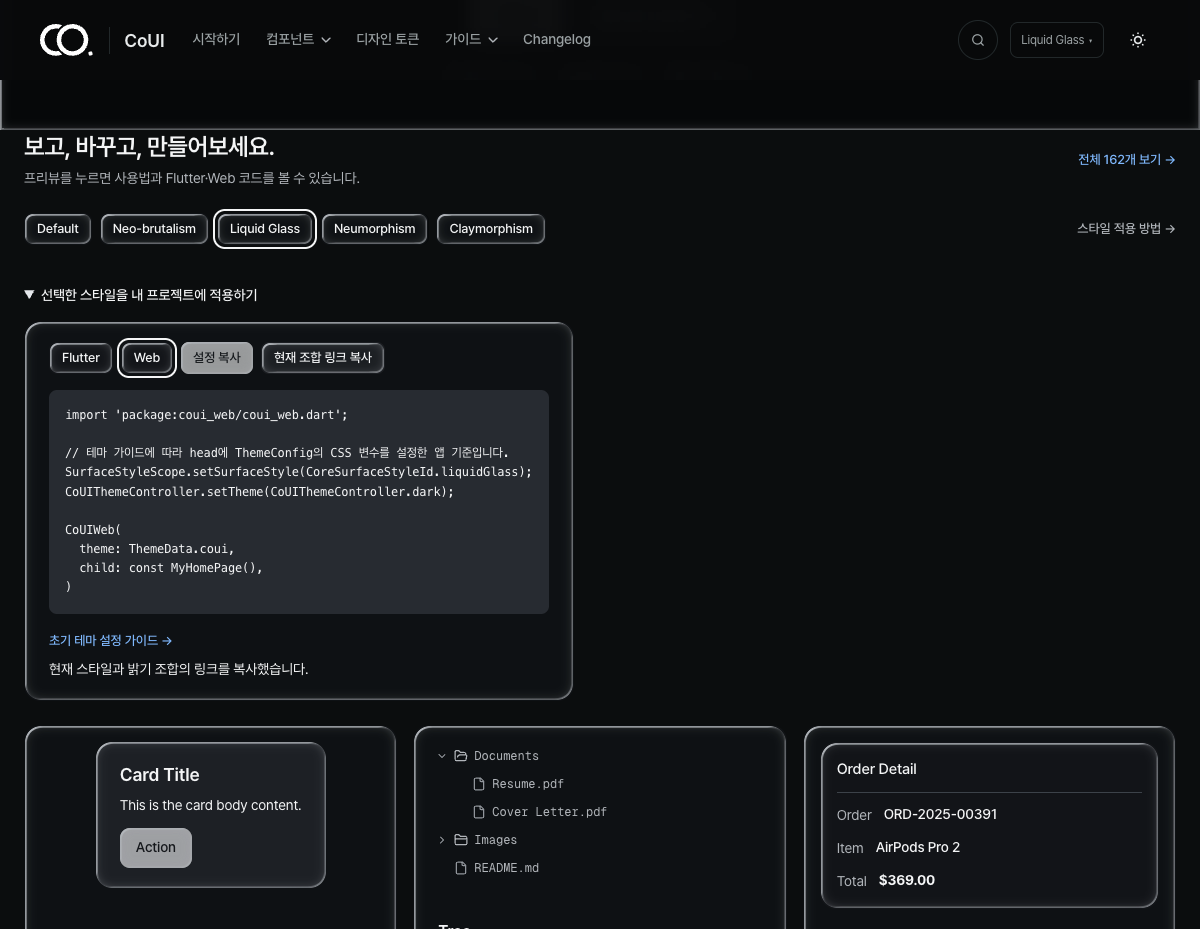 CO.
CoUI
시작하기
컴포넌트
디자인 토큰
가이드
Changelog
Liquid Glass
보고, 바꾸고, 만들어보세요.
프리뷰를 누르면 사용법과 Flutter·Web 코드를 볼 수 있습니다.
전체 162개 보기 →
Default
Neo-brutalism
Liquid Glass
Neumorphism
Claymorphism
스타일 적용 방법 →
▼ 선택한 스타일을 내 프로젝트에 적용하기
Flutter
Web
설정 복사
현재 조합 링크 복사
import 'package:coui_web/coui_web.dart';
// 테마 가이드에 따라 head에 ThemeConfig의 CSS 변수를 설정한 앱 기준입니다.
SurfaceStyleScope.setSurfaceStyle(CoreSurfaceStyleId.liquidGlass);
CoUIThemeController.setTheme(CoUIThemeController.dark);
CoUIWeb(
  theme: ThemeData.coui,
  child: const MyHomePage(),
)
초기 테마 설정 가이드 →
현재 스타일과 밝기 조합의 링크를 복사했습니다.
Card Title
This is the card body content.
Action
Documents
Resume.pdf
Cover Letter.pdf
Images
README.md
Order Detail
Order ORD-2025-00391
Item AirPods Pro 2
Total $369.00